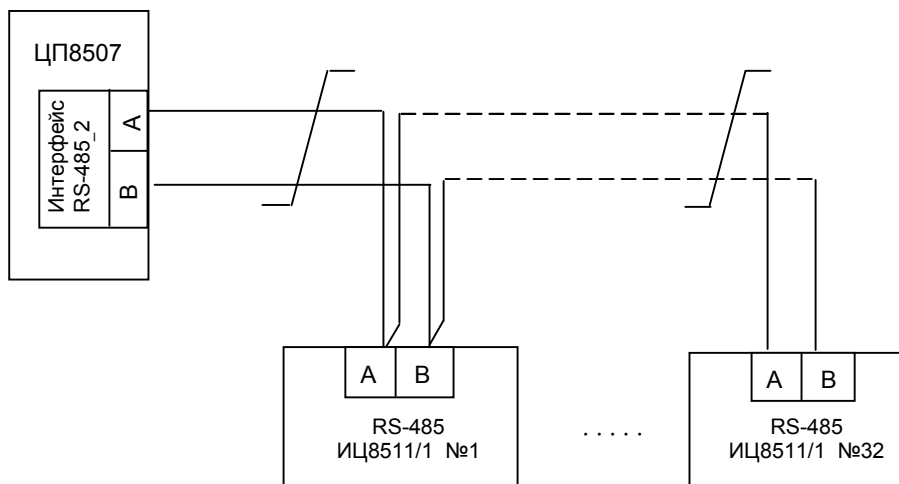 ЦП8507
Интерфейс
RS-485_2
A
B
A B
RS-485
ИЦ8511/1 №1
. . . . .
A B
RS-485
ИЦ8511/1 №32